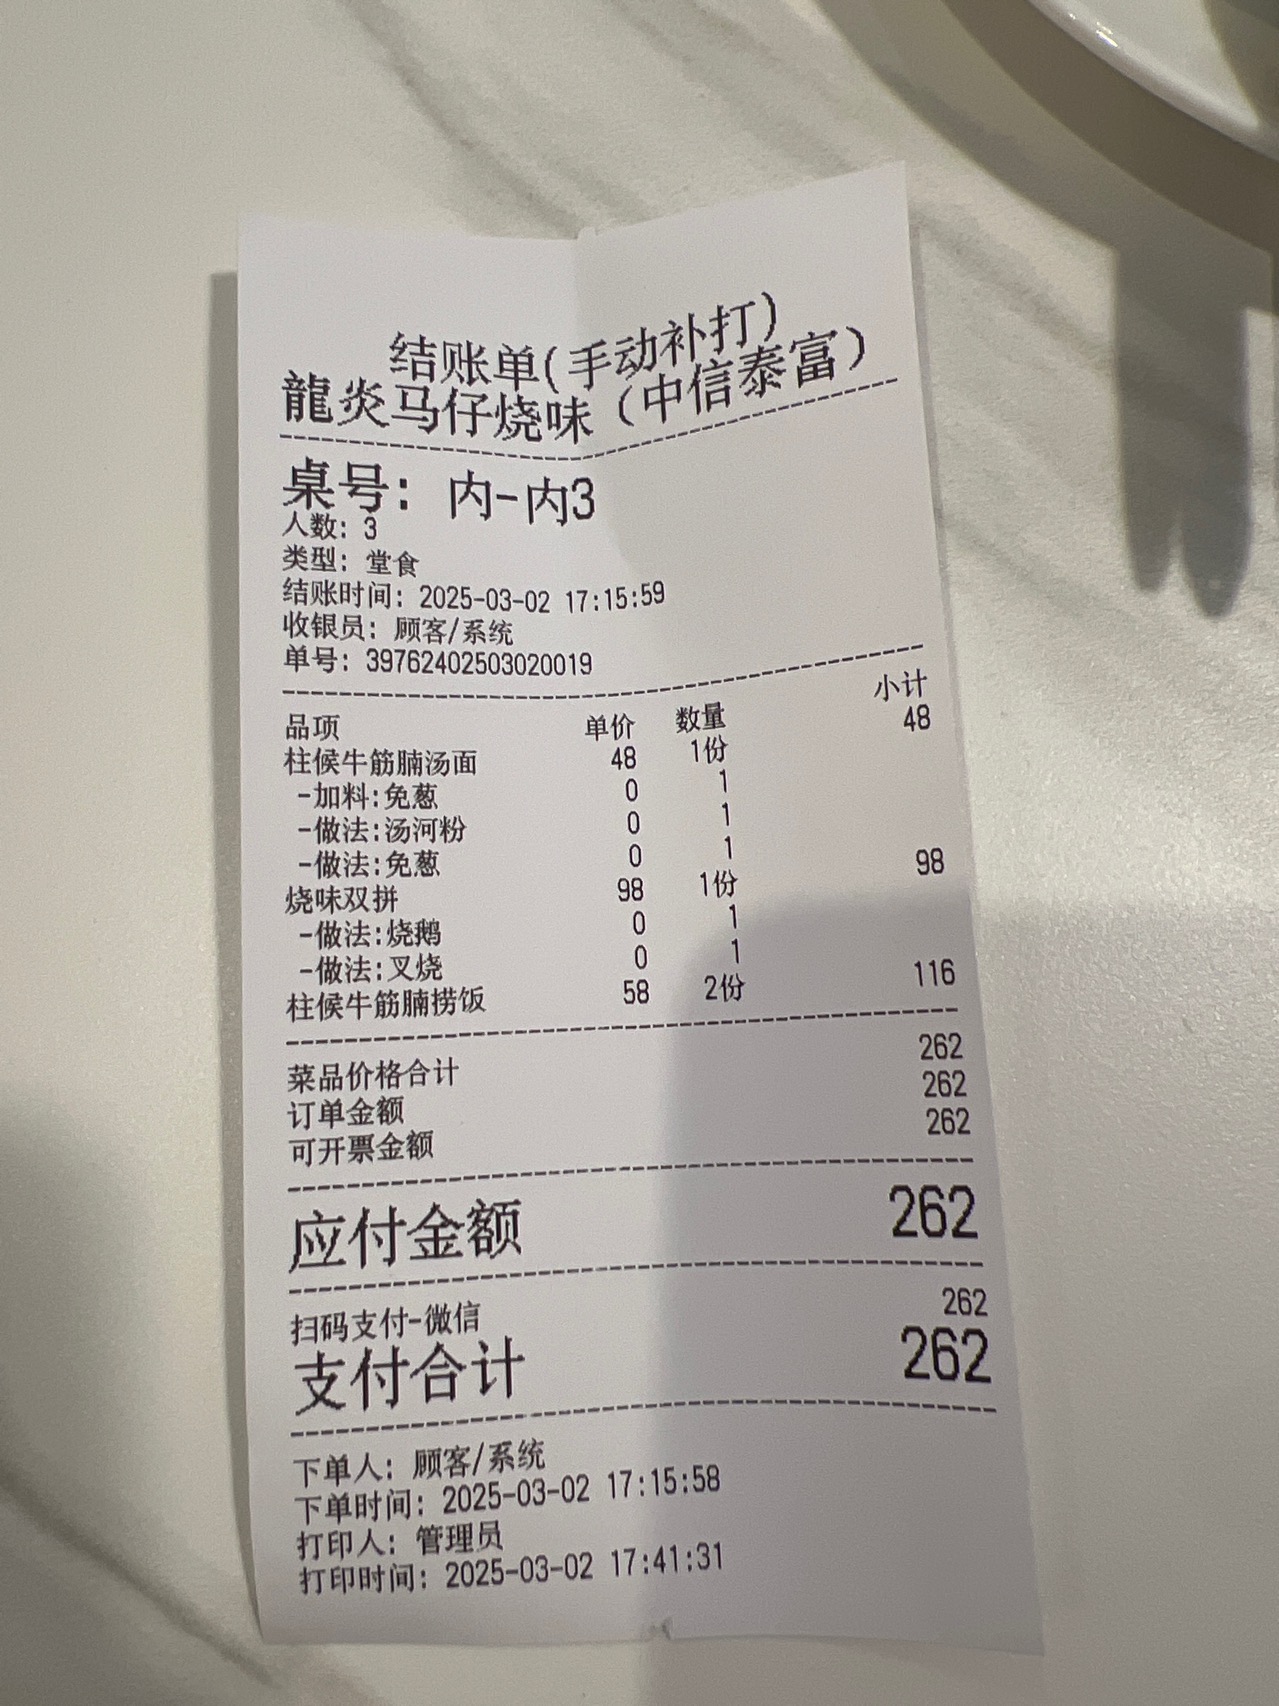 结账单(手动补打)
龍炎马仔烧味（中信泰富）
桌号: 内-内3
人数: 3
类型: 堂食
结账时间: 2025-03-02 17:15:59
收银员: 顾客/系统
单号: 39762402503020019
品项 单价 数量 小计
柱候牛筋腩汤面 48 1份 48
-加料:免葱 0 1
-做法:汤河粉 0 1
-做法:免葱 0 1
烧味双拼 98 1份 98
-做法:烧鹅 0 1
-做法:叉烧 0 1
柱候牛筋腩捞饭 58 2份 116
菜品价格合计 262
订单金额 262
可开票金额 262
应付金额 262
扫码支付-微信 262
支付合计 262
下单人: 顾客/系统
下单时间: 2025-03-02 17:15:58
打印人: 管理员
打印时间: 2025-03-02 17:41:31